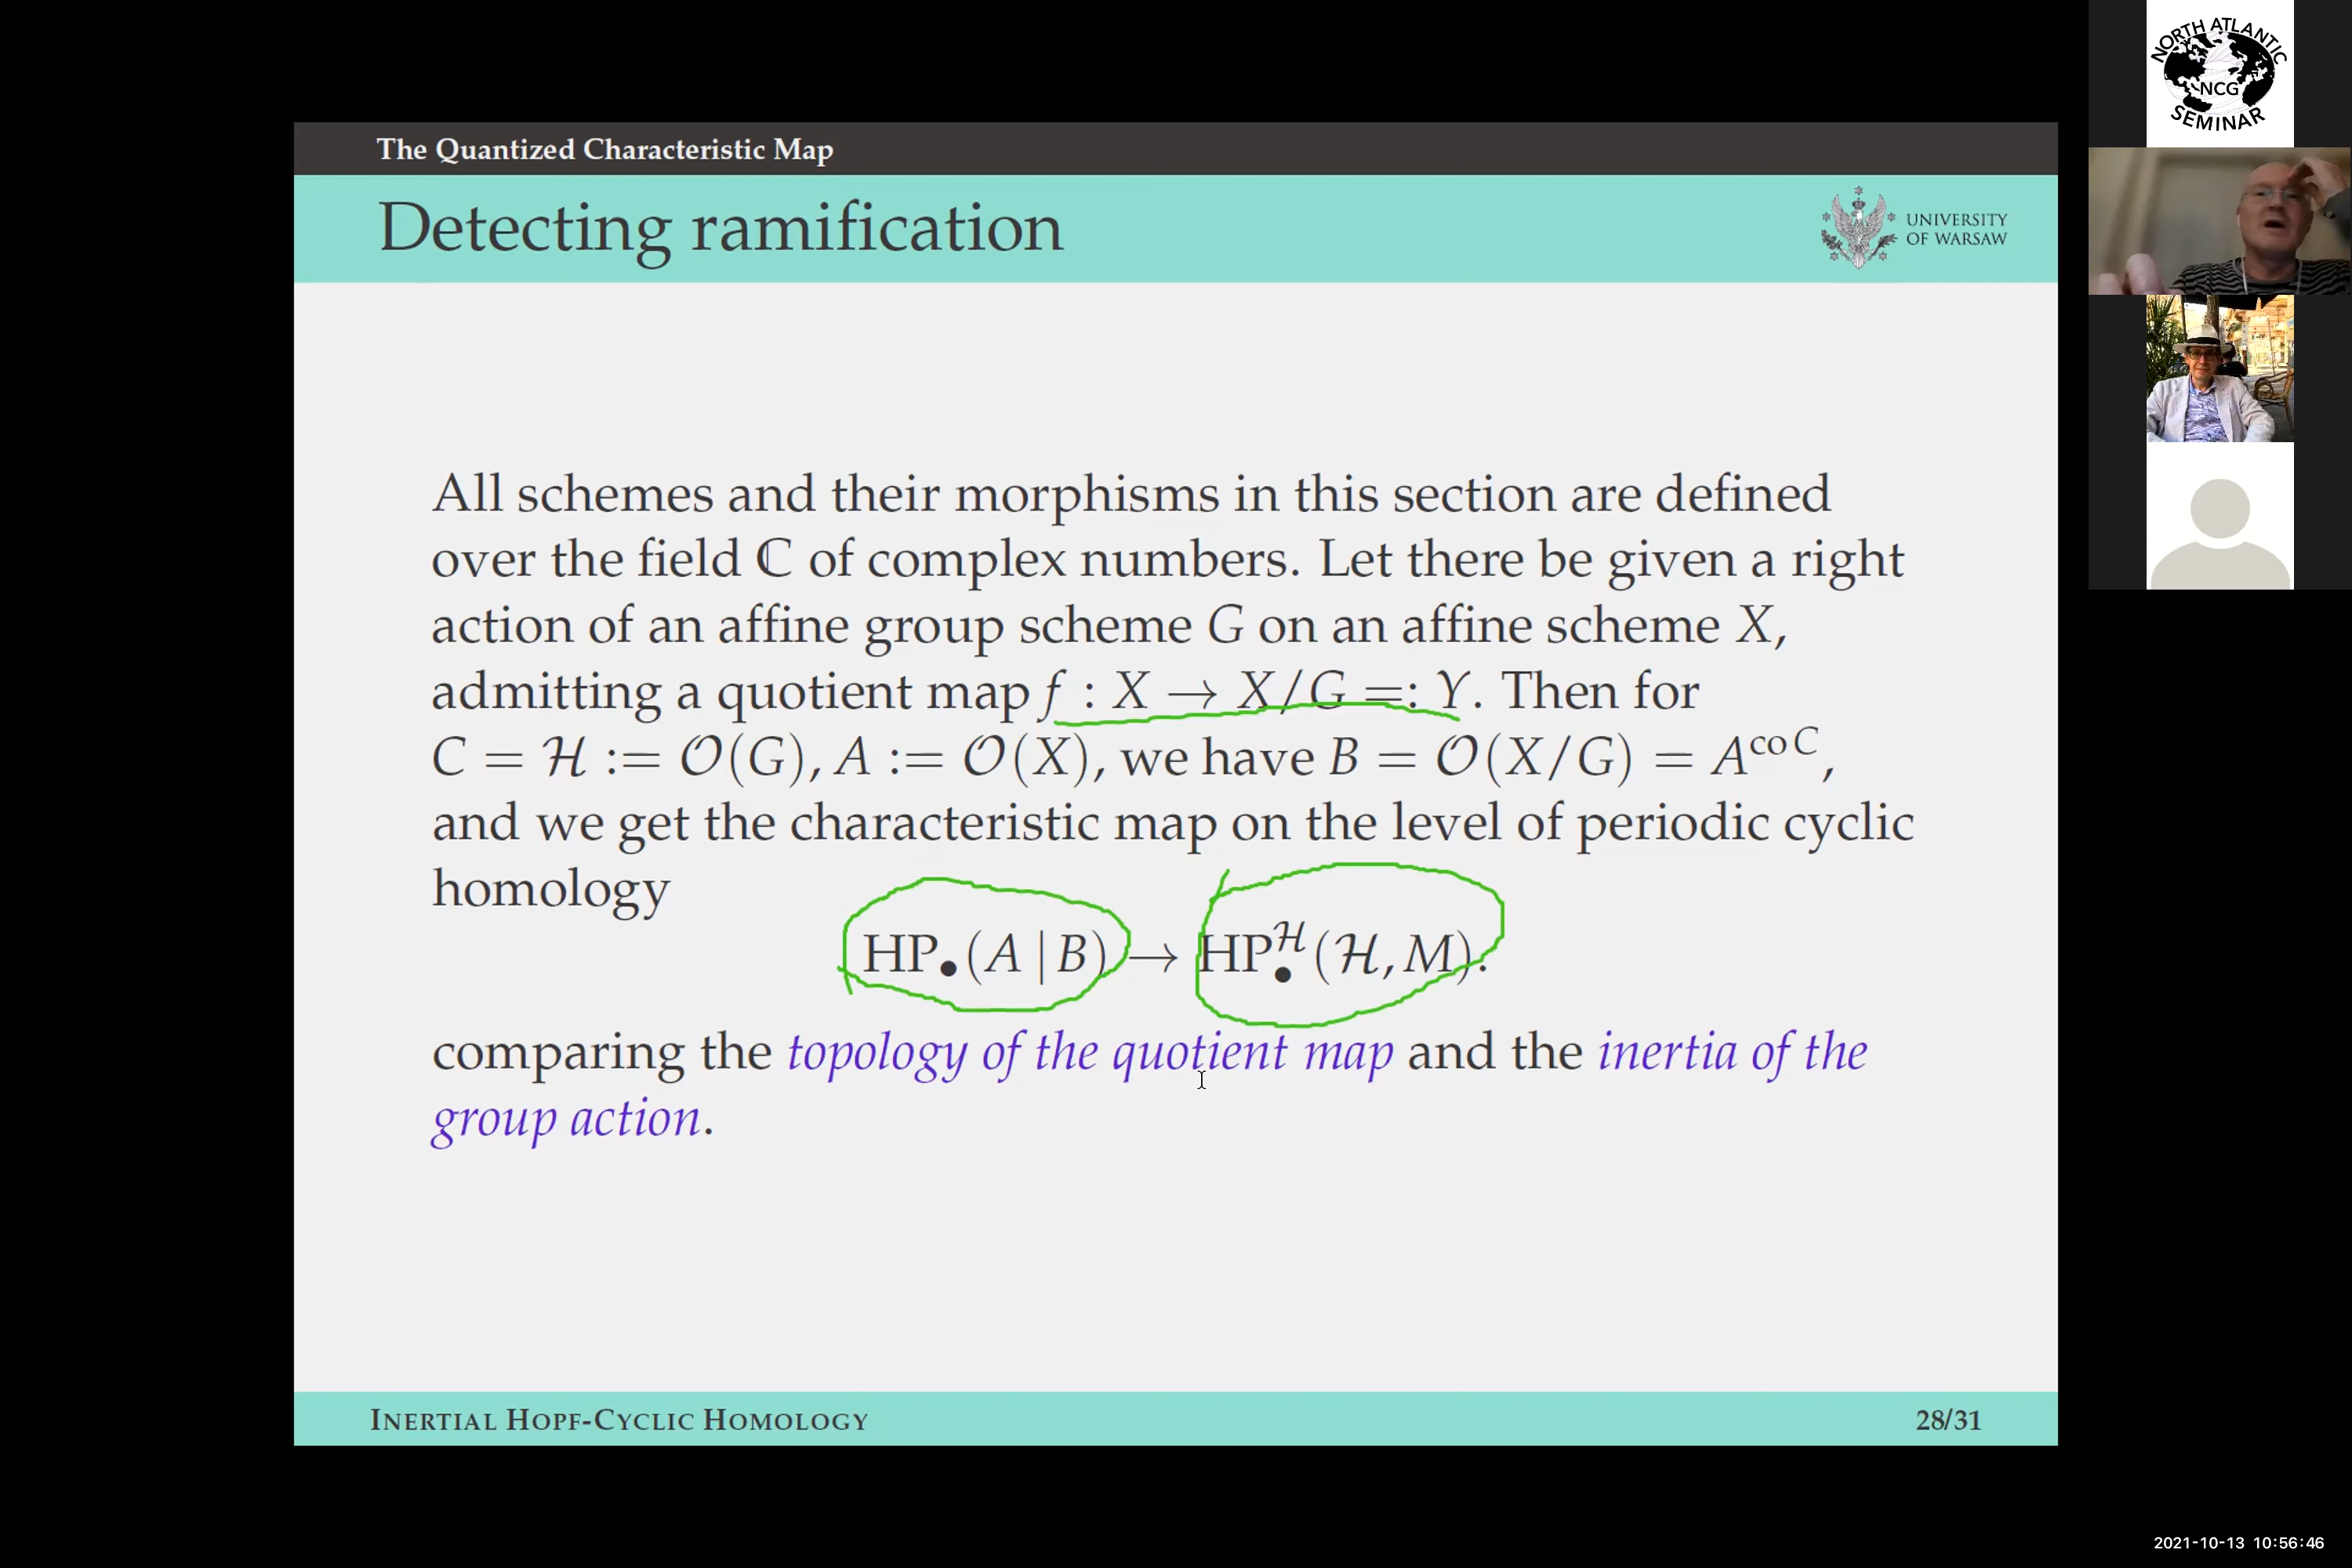 The Quantized Characteristic Map
Detecting ramification
UNIVERSITY
OF WARSAW
All schemes and their morphisms in this section are defined
over the field ℂ of complex numbers. Let there be given a right
action of an affine group scheme G on an affine scheme X,
admitting a quotient map f : X → X/G =: Y. Then for
C = ℋ := 𝒪(G), A := 𝒪(X), we have B = 𝒪(X/G) = A^{co C},
and we get the characteristic map on the level of periodic cyclic
homology
HP_•(A | B) → HP_•^ℋ(ℋ, M).
comparing the topology of the quotient map and the inertia of the
group action.
INERTIAL HOPF-CYCLIC HOMOLOGY
28/31
NORTH ATLANTIC
NCG
SEMINAR
2021-10-13 10:56:46